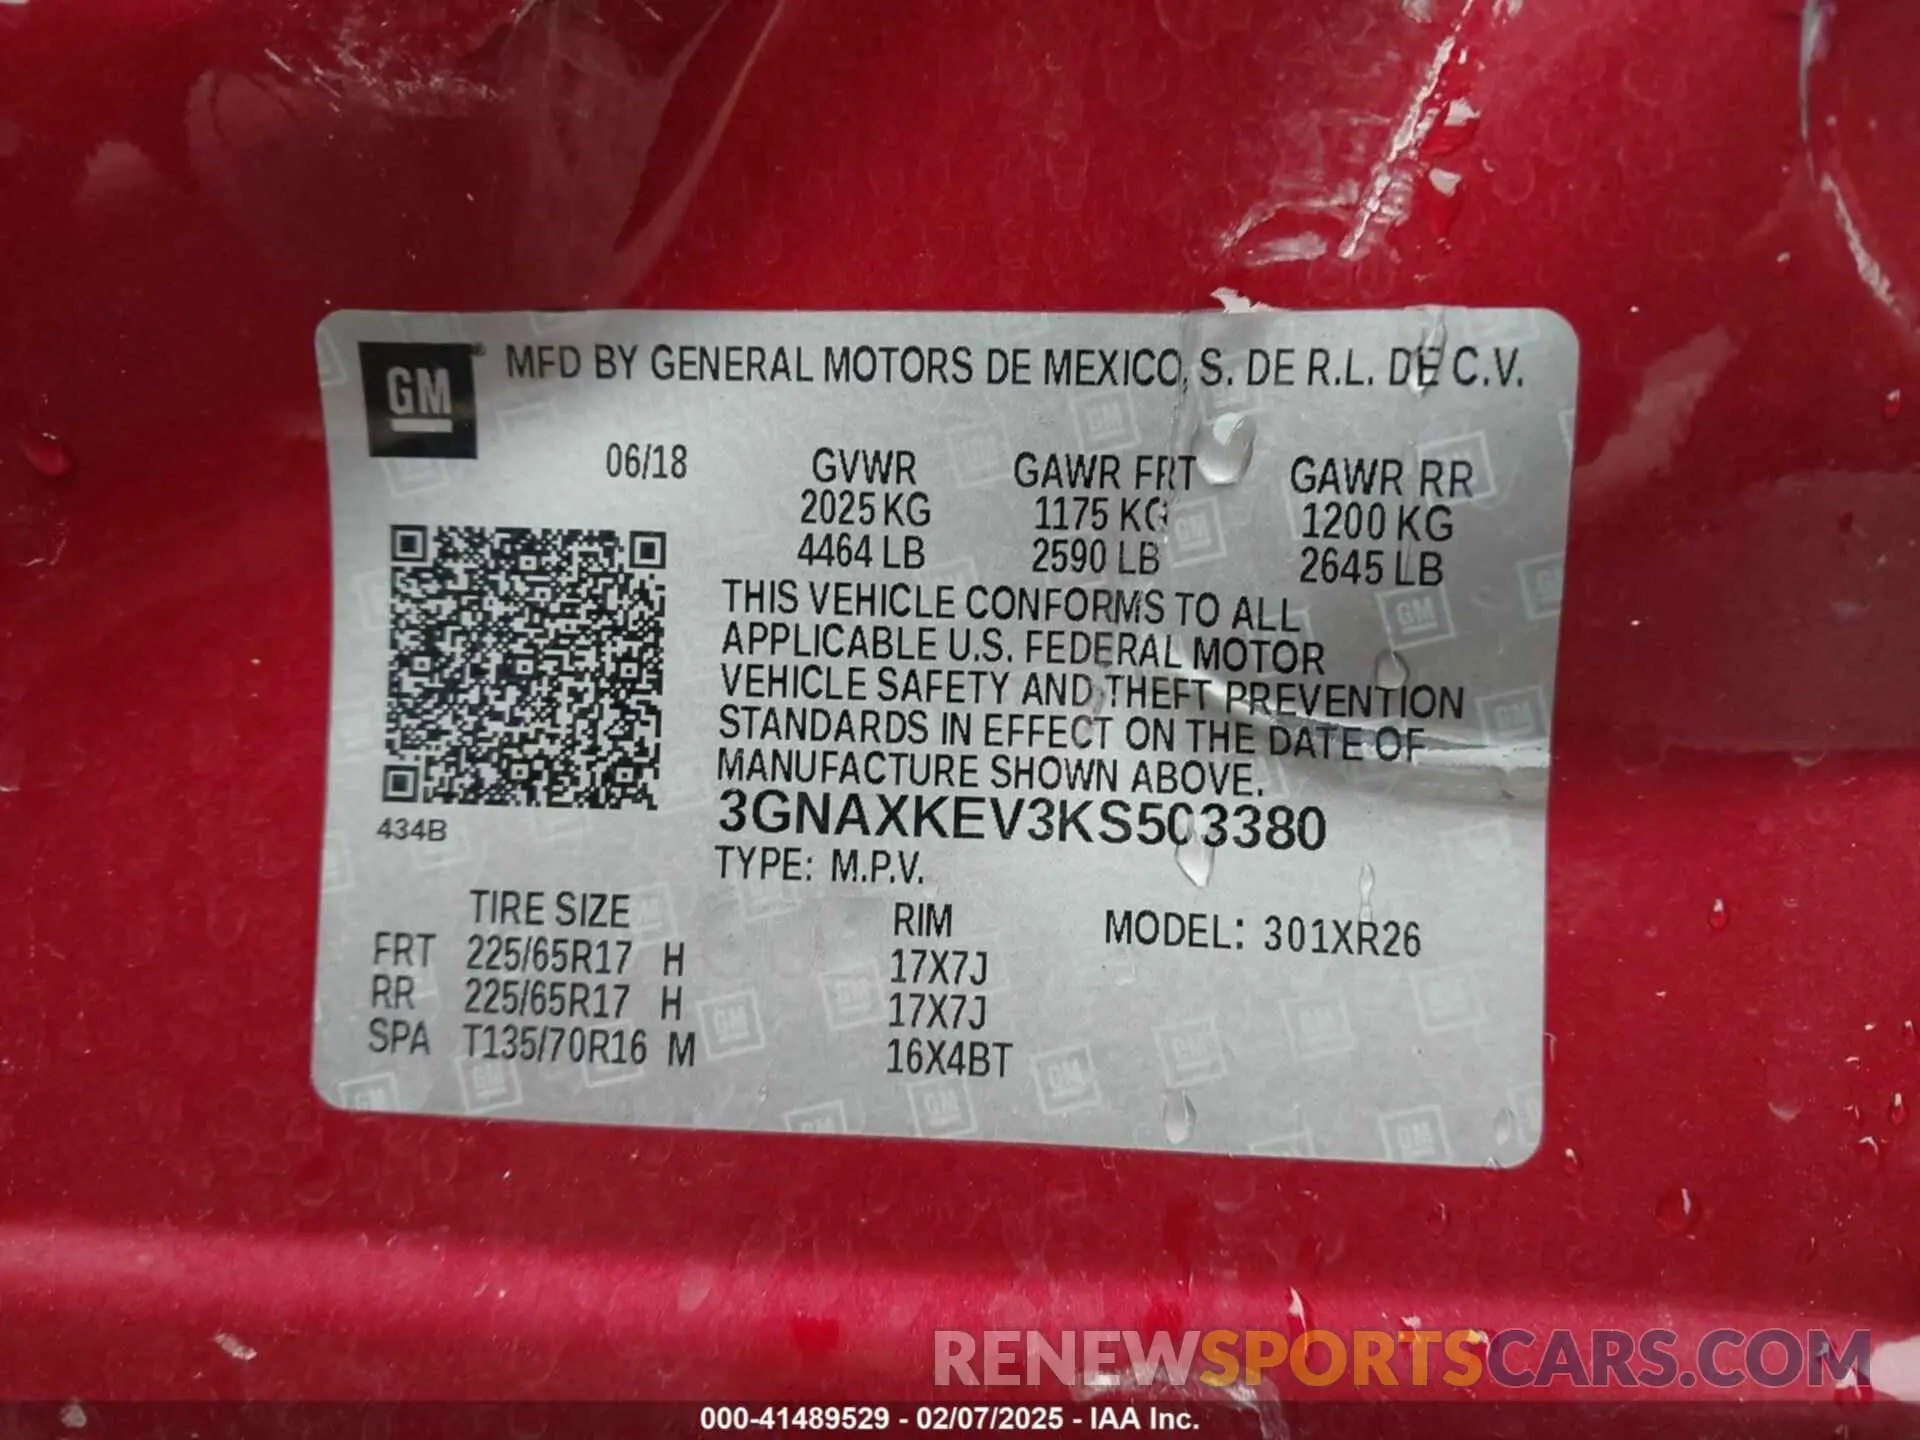 GM
MFD BY GENERAL MOTORS DE MEXICO, S. DE R.L. DE C.V.
06/18
GVWR GAWR FRT GAWR RR
2025 KG 1175 KG 1200 KG
4464 LB 2590 LB 2645 LB
THIS VEHICLE CONFORMS TO ALL
APPLICABLE U.S. FEDERAL MOTOR
VEHICLE SAFETY AND THEFT PREVENTION
STANDARDS IN EFFECT ON THE DATE OF
MANUFACTURE SHOWN ABOVE.
3GNAXKEV3KS503380
434B
TYPE: M.P.V.
TIRE SIZE RIM MODEL: 301XR26
FRT 225/65R17 H 17X7J
RR 225/65R17 H 17X7J
SPA T135/70R16 M 16X4BT
RENEWSPORTSCARS.COM
000-41489529 - 02/07/2025 - IAA Inc.